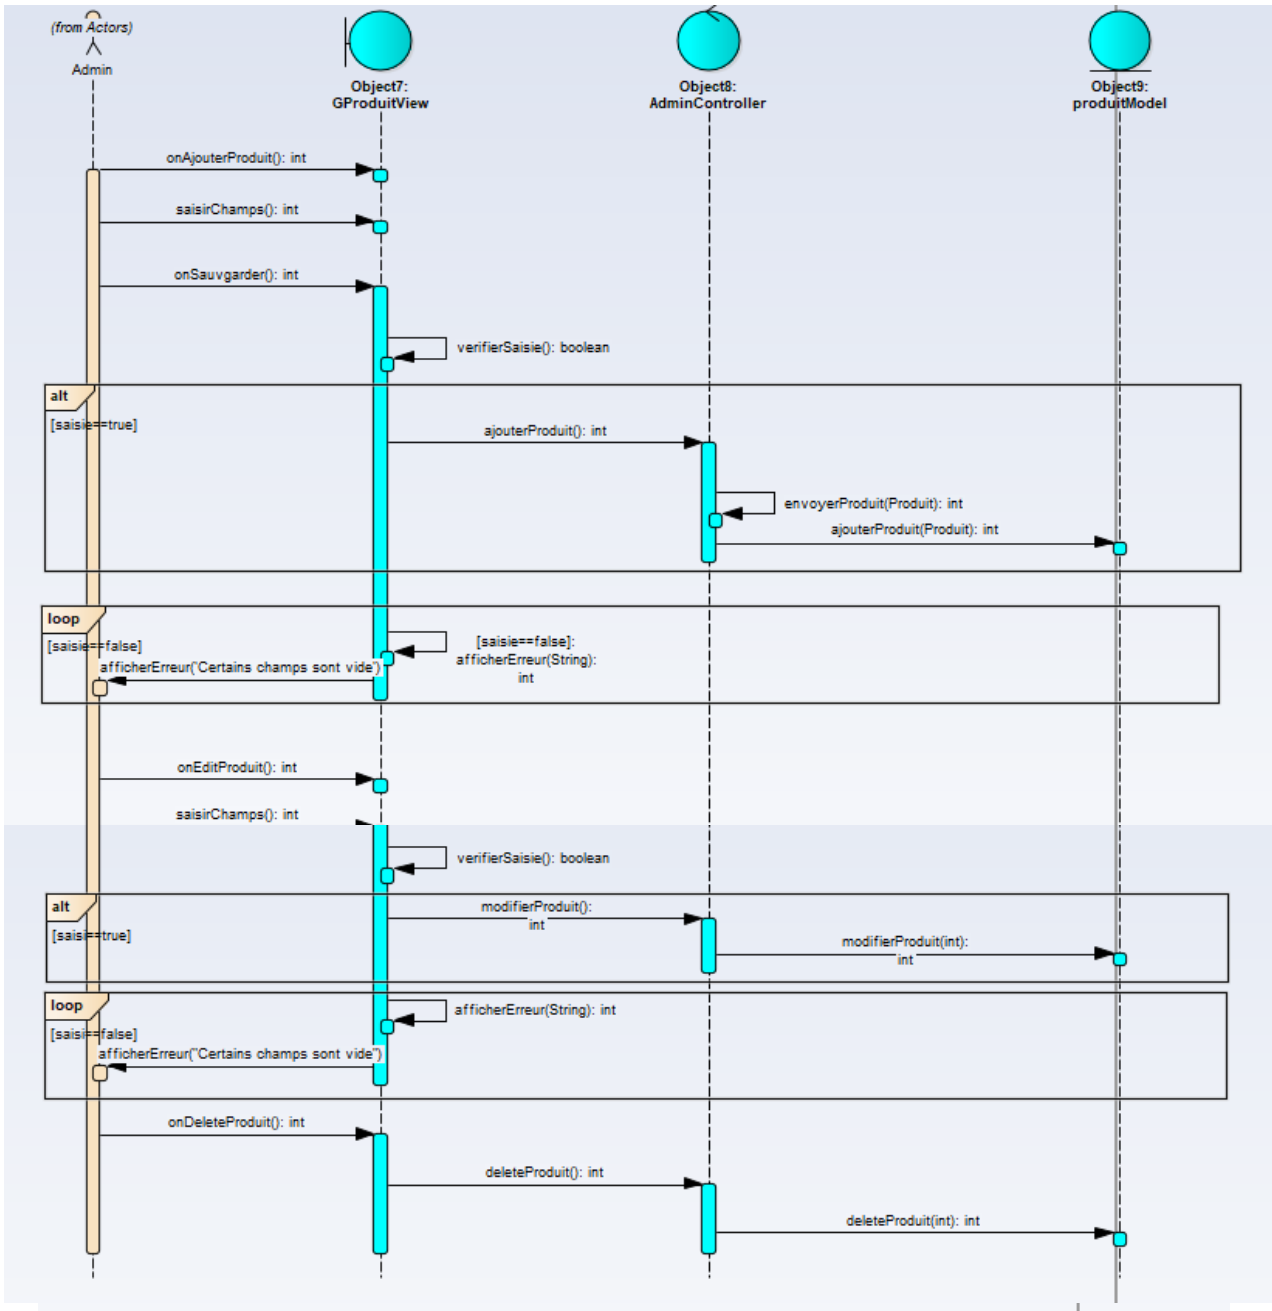 (from Actors)
Admin
Object7:
GProduitView
Object8:
AdminController
Object9:
produitModel
onAjouterProduit(): int
saisirChamps(): int
onSauvgarder(): int
verifierSaisie(): boolean
alt
[saisie==true]
ajouterProduit(): int
envoyerProduit(Produit): int
ajouterProduit(Produit): int
loop
[saisie==false]
[saisie==false]:
afficherErreur(String):
int
afficherErreur('Certains champs sont vide')
onEditProduit(): int
saisirChamps(): int
verifierSaisie(): boolean
alt
[saisi==true]
modifierProduit():
int
modifierProduit(int):
int
loop
[saisi==false]
afficherErreur(String): int
afficherErreur("Certains champs sont vide")
onDeleteProduit(): int
deleteProduit(): int
deleteProduit(int): int